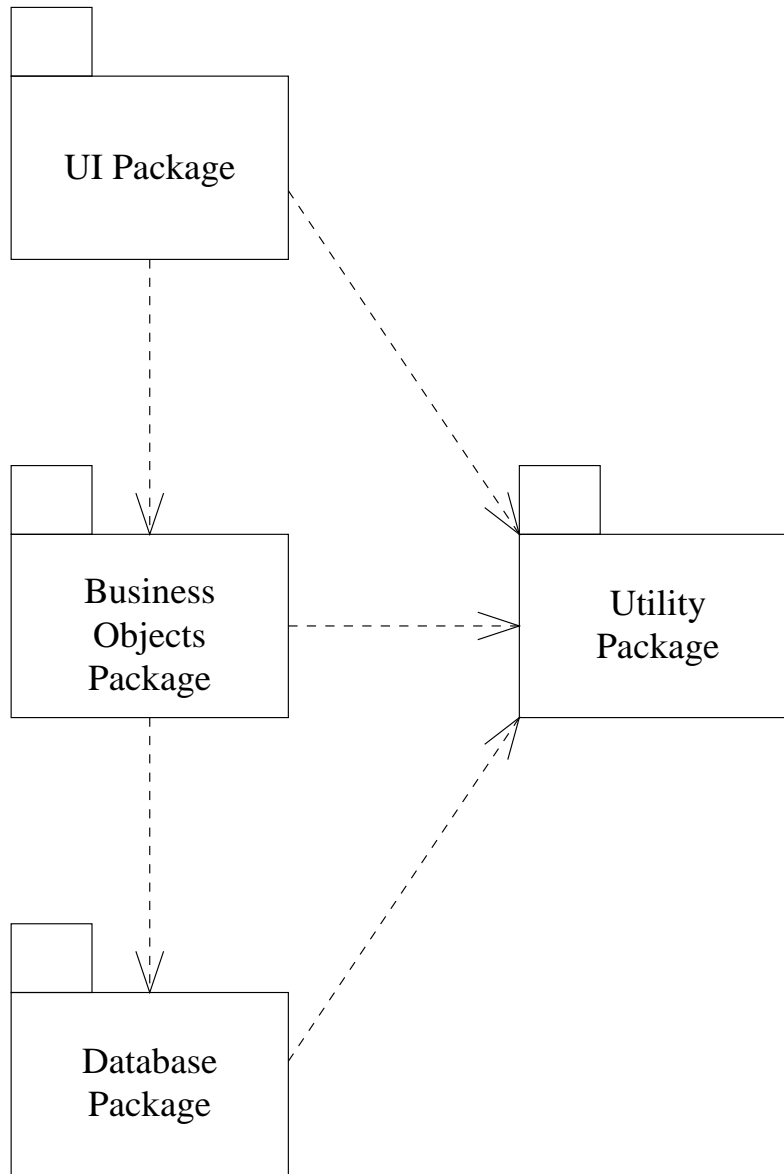 UI Package
Business
Objects
Package
Utility
Package
Database
Package